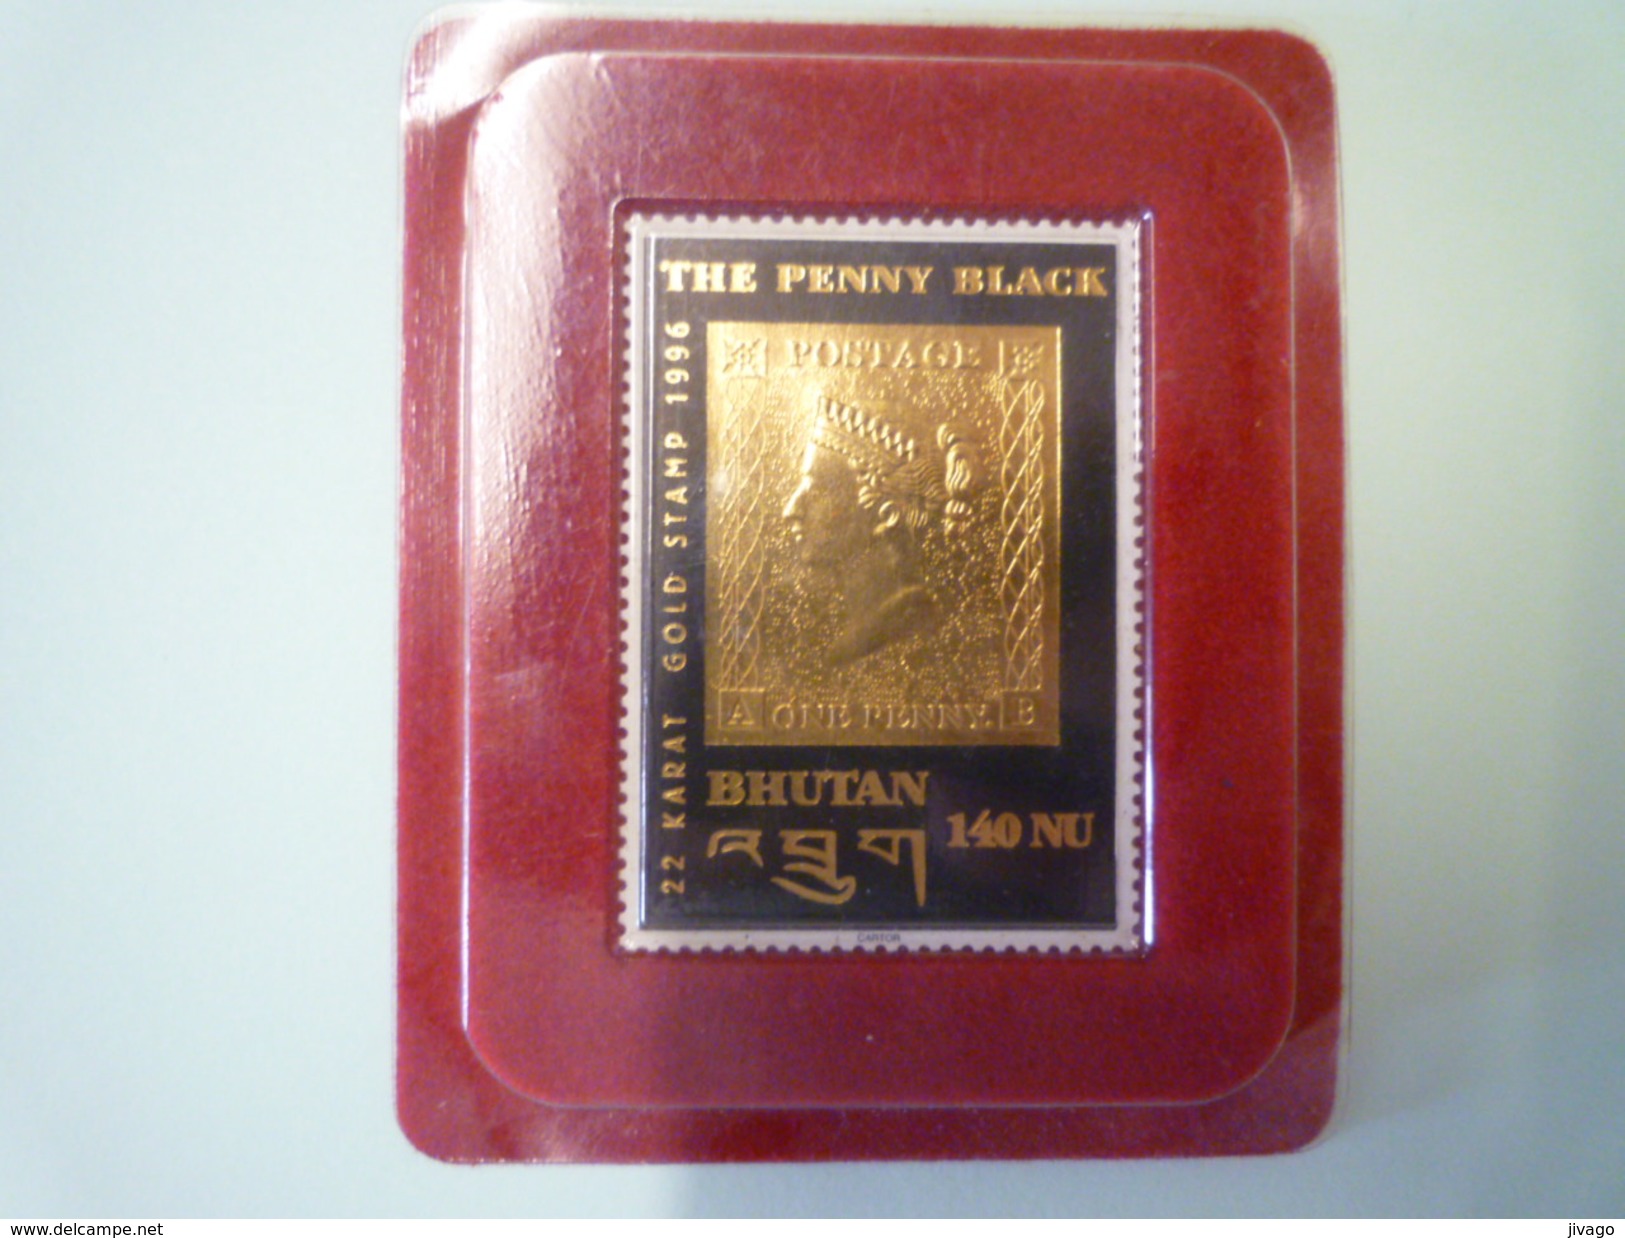 THE PENNY BLACK
22 KARAT GOLD STAMP 1996
POSTAGE
A ONE PENNY. B
BHUTAN
140 NU
འབྲུག
CARTOR
www.delcampe.net
jivago